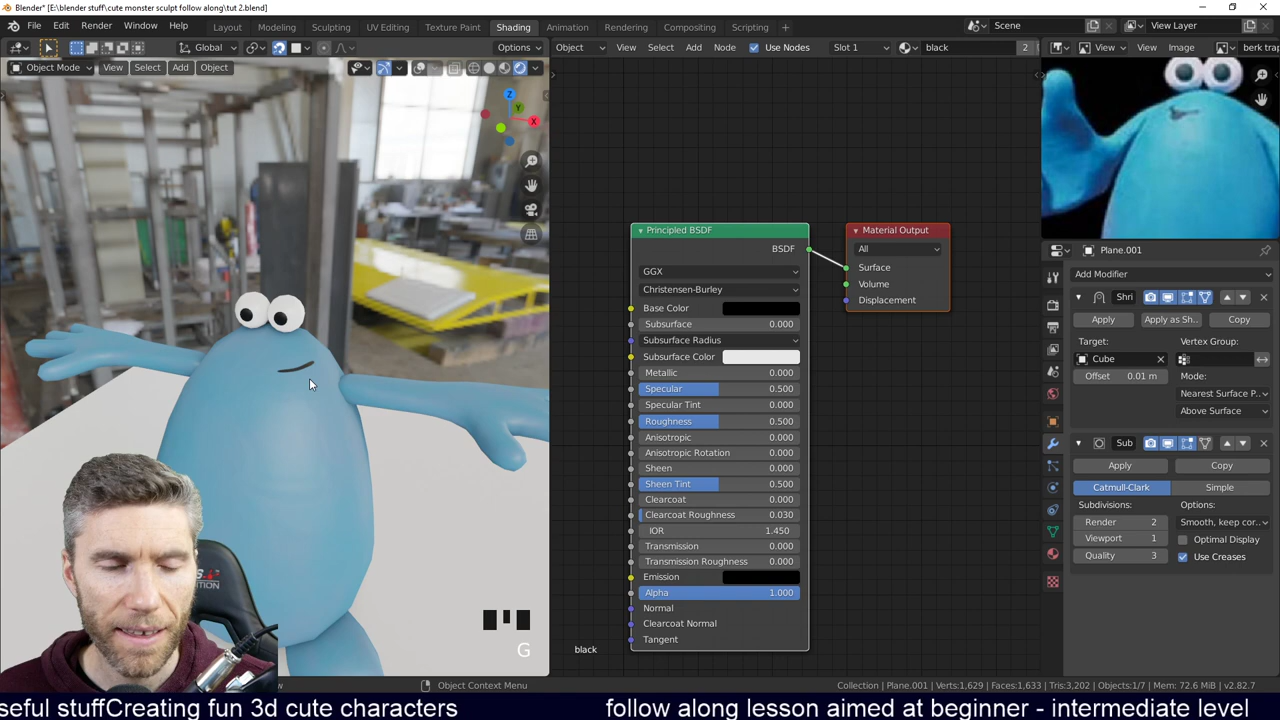 Blender* [E:\blender stuff\cute monster sculpt follow along\tut 2.blend]
File Edit Render Window Help Layout Modeling Sculpting UV Editing Texture Paint Shading Animation Rendering Compositing Scripting + Scene View Layer
Global Options Object View Select Add Node Use Nodes Slot 1 black 2 View View Image
Object Mode View Select Add Object
Z
Y
X
Principled BSDF
BSDF
GGX
Christensen-Burley
Base Color
Subsurface 0.000
Subsurface Radius
Subsurface Color
Metallic 0.000
Specular 0.500
Specular Tint 0.000
Roughness 0.500
Anisotropic 0.000
Anisotropic Rotation 0.000
Sheen 0.000
Sheen Tint 0.500
Clearcoat 0.000
Clearcoat Roughness 0.030
IOR 1.450
Transmission 0.000
Transmission Roughness 0.000
Emission
Alpha 1.000
Normal
Clearcoat Normal
Tangent
Material Output
All
Surface
Volume
Displacement
black
Plane.001
Add Modifier
Shri
Apply Apply as Sh.. Copy
Target: Vertex Group:
Cube
Offset 0.01 m Mode:
Nearest Surface P..
Above Surface
Sub
Apply Copy
Catmull-Clark Simple
Subdivisions: Options:
Render 2 Smooth, keep cor..
Viewport 1 Optimal Display
Quality 3 Use Creases
G
Object Context Menu
Collection | Plane.001 | Verts:1,629 | Faces:1,633 | Tris:3,202 | Objects:1/7 | Mem: 72.6 MiB | v2.82.7
seful stuffCreating fun 3d cute characters follow along lesson aimed at beginner - intermediate level